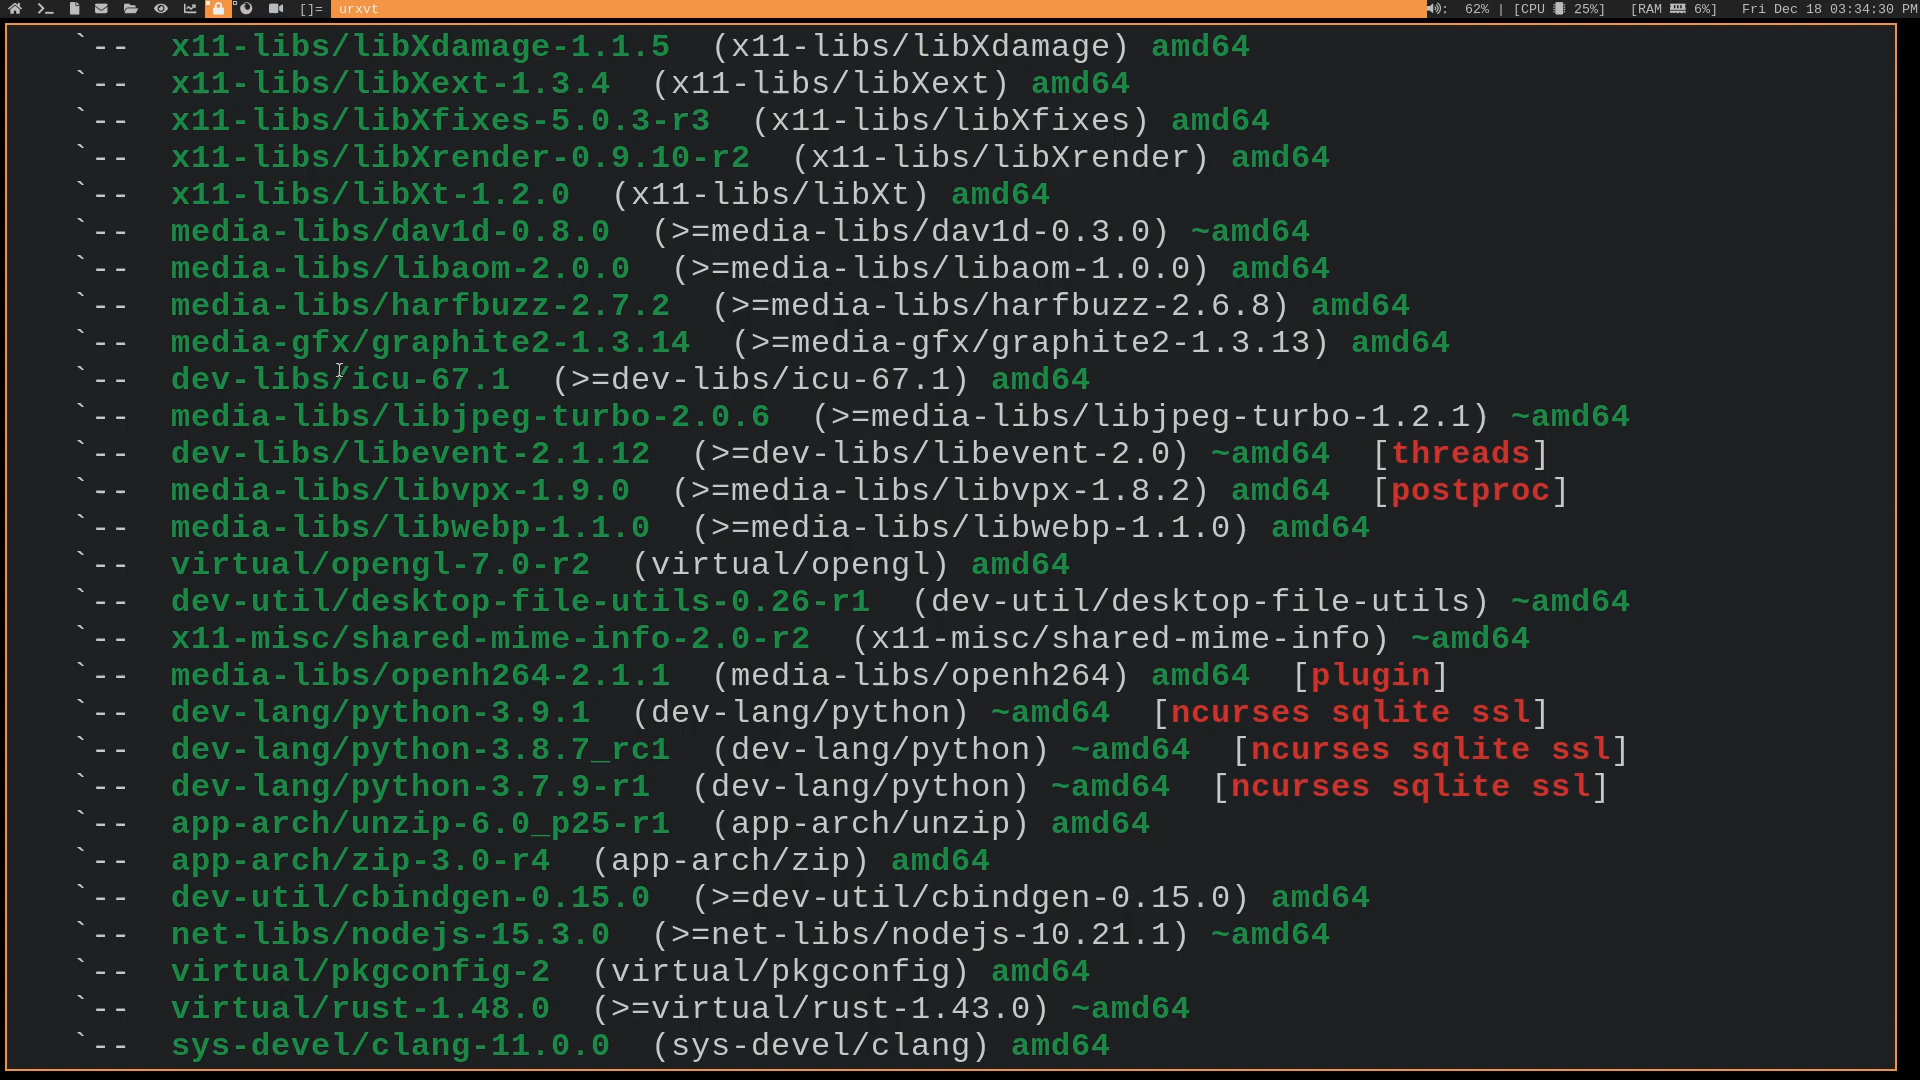 []= urxvt : 62% | [CPU 25%] [RAM 6%] Fri Dec 18 03:34:30 PM
`-- x11-libs/libXdamage-1.1.5 (x11-libs/libXdamage) amd64
`-- x11-libs/libXext-1.3.4 (x11-libs/libXext) amd64
`-- x11-libs/libXfixes-5.0.3-r3 (x11-libs/libXfixes) amd64
`-- x11-libs/libXrender-0.9.10-r2 (x11-libs/libXrender) amd64
`-- x11-libs/libXt-1.2.0 (x11-libs/libXt) amd64
`-- media-libs/dav1d-0.8.0 (>=media-libs/dav1d-0.3.0) ~amd64
`-- media-libs/libaom-2.0.0 (>=media-libs/libaom-1.0.0) amd64
`-- media-libs/harfbuzz-2.7.2 (>=media-libs/harfbuzz-2.6.8) amd64
`-- media-gfx/graphite2-1.3.14 (>=media-gfx/graphite2-1.3.13) amd64
`-- dev-libs/icu-67.1 (>=dev-libs/icu-67.1) amd64
`-- media-libs/libjpeg-turbo-2.0.6 (>=media-libs/libjpeg-turbo-1.2.1) ~amd64
`-- dev-libs/libevent-2.1.12 (>=dev-libs/libevent-2.0) ~amd64 [threads]
`-- media-libs/libvpx-1.9.0 (>=media-libs/libvpx-1.8.2) amd64 [postproc]
`-- media-libs/libwebp-1.1.0 (>=media-libs/libwebp-1.1.0) amd64
`-- virtual/opengl-7.0-r2 (virtual/opengl) amd64
`-- dev-util/desktop-file-utils-0.26-r1 (dev-util/desktop-file-utils) ~amd64
`-- x11-misc/shared-mime-info-2.0-r2 (x11-misc/shared-mime-info) ~amd64
`-- media-libs/openh264-2.1.1 (media-libs/openh264) amd64 [plugin]
`-- dev-lang/python-3.9.1 (dev-lang/python) ~amd64 [ncurses sqlite ssl]
`-- dev-lang/python-3.8.7_rc1 (dev-lang/python) ~amd64 [ncurses sqlite ssl]
`-- dev-lang/python-3.7.9-r1 (dev-lang/python) ~amd64 [ncurses sqlite ssl]
`-- app-arch/unzip-6.0_p25-r1 (app-arch/unzip) amd64
`-- app-arch/zip-3.0-r4 (app-arch/zip) amd64
`-- dev-util/cbindgen-0.15.0 (>=dev-util/cbindgen-0.15.0) amd64
`-- net-libs/nodejs-15.3.0 (>=net-libs/nodejs-10.21.1) ~amd64
`-- virtual/pkgconfig-2 (virtual/pkgconfig) amd64
`-- virtual/rust-1.48.0 (>=virtual/rust-1.43.0) ~amd64
`-- sys-devel/clang-11.0.0 (sys-devel/clang) amd64